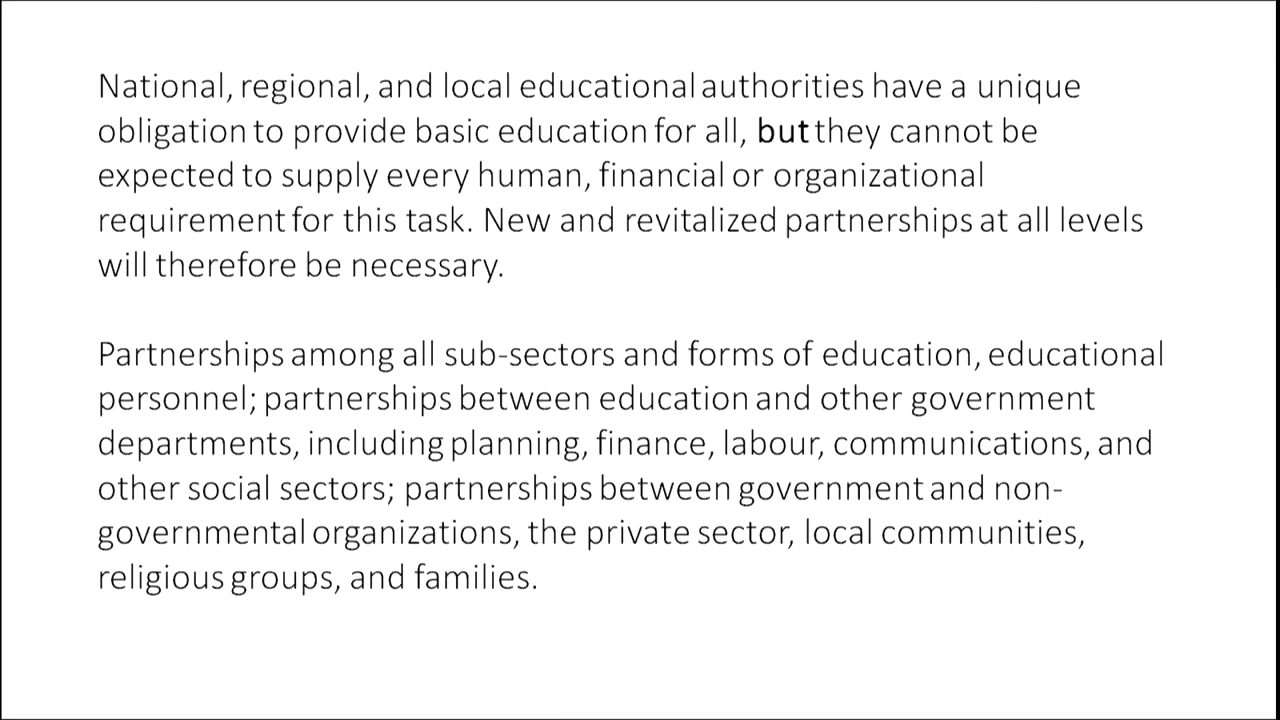 National, regional, and local educational authorities have a unique
obligation to provide basic education for all, but they cannot be
expected to supply every human, financial or organizational
requirement for this task. New and revitalized partnerships at all levels
will therefore be necessary.
Partnerships among all sub-sectors and forms of education, educational
personnel; partnerships between education and other government
departments, including planning, finance, labour, communications, and
other social sectors; partnerships between government and non-
governmental organizations, the private sector, local communities,
religious groups, and families.